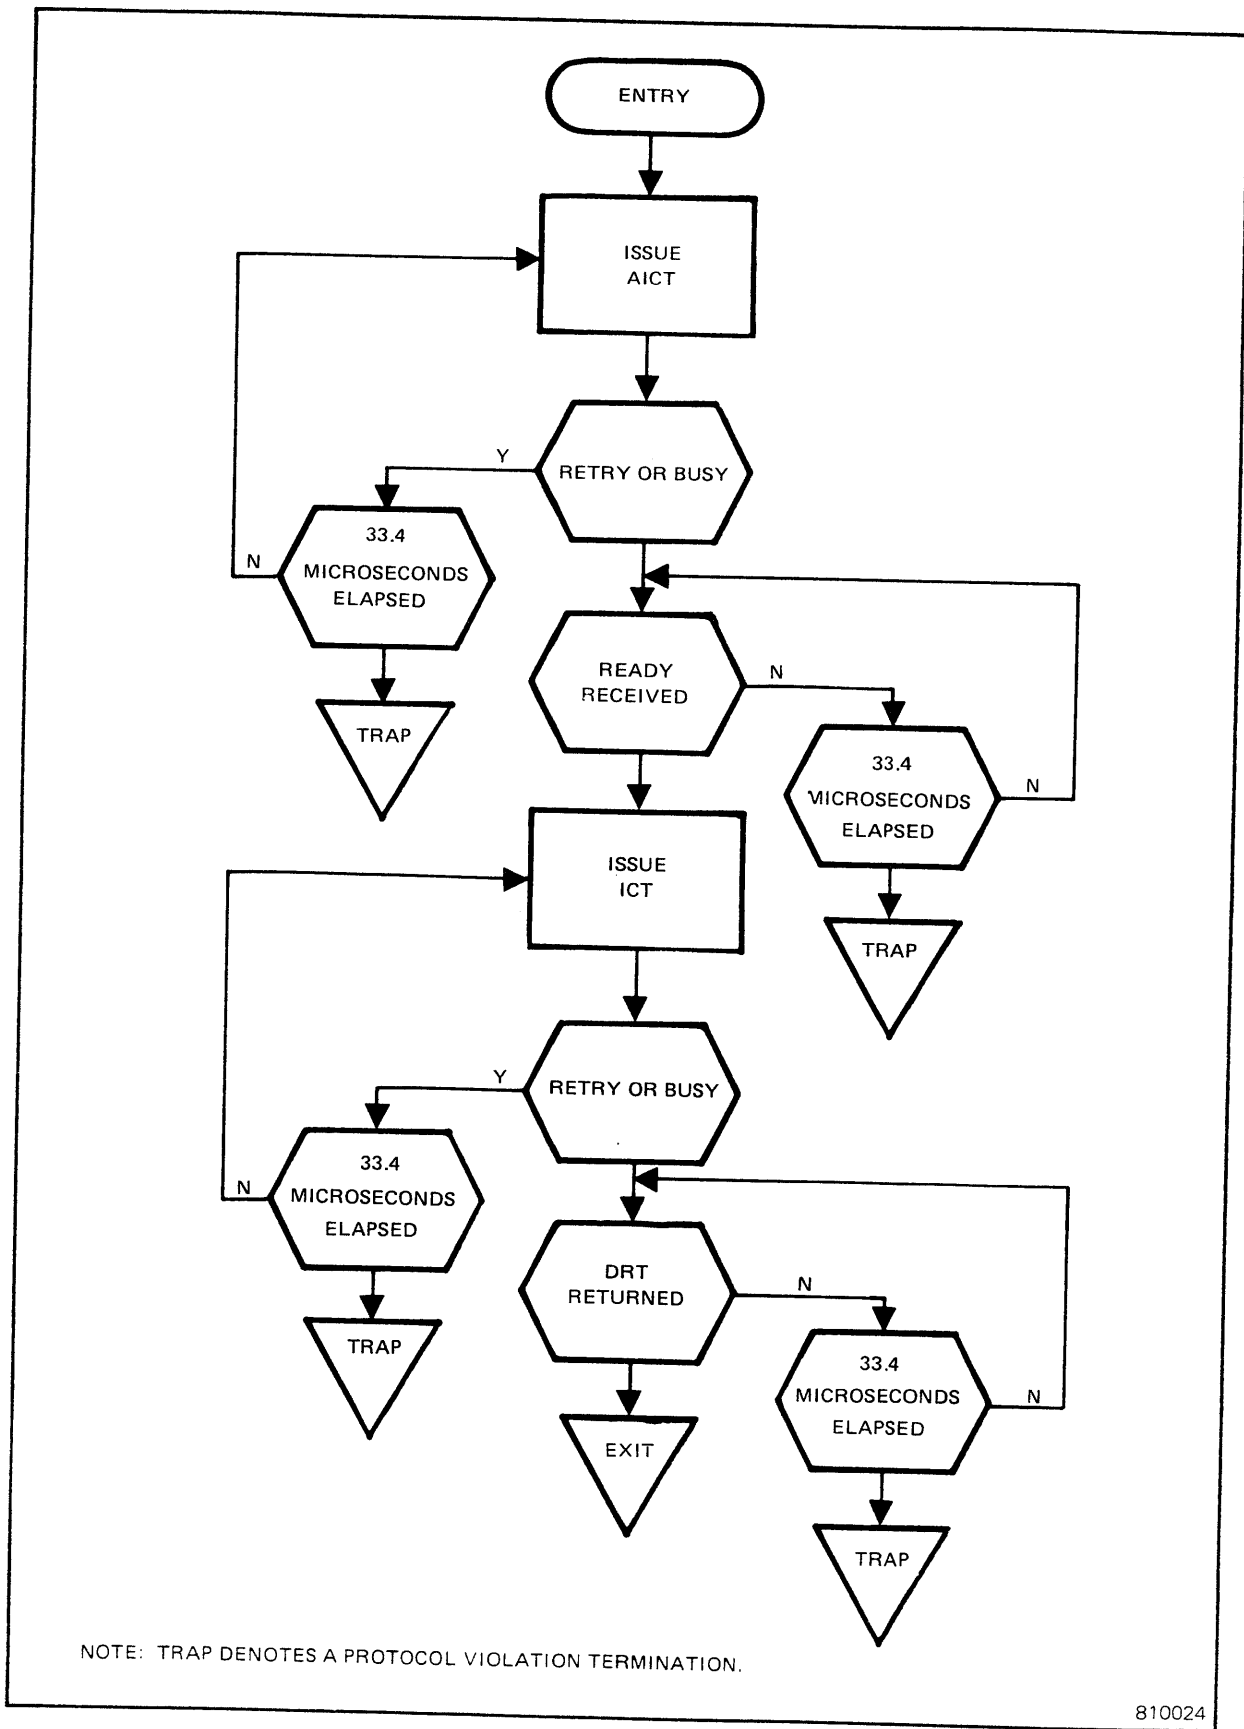 ENTRY
ISSUE
AICT
RETRY OR BUSY
Y
33.4
MICROSECONDS
ELAPSED
N
TRAP
READY
RECEIVED
N
33.4
MICROSECONDS
ELAPSED
N
TRAP
ISSUE
ICT
RETRY OR BUSY
Y
33.4
MICROSECONDS
ELAPSED
N
TRAP
DRT
RETURNED
N
33.4
MICROSECONDS
ELAPSED
N
TRAP
EXIT
NOTE: TRAP DENOTES A PROTOCOL VIOLATION TERMINATION.
810024